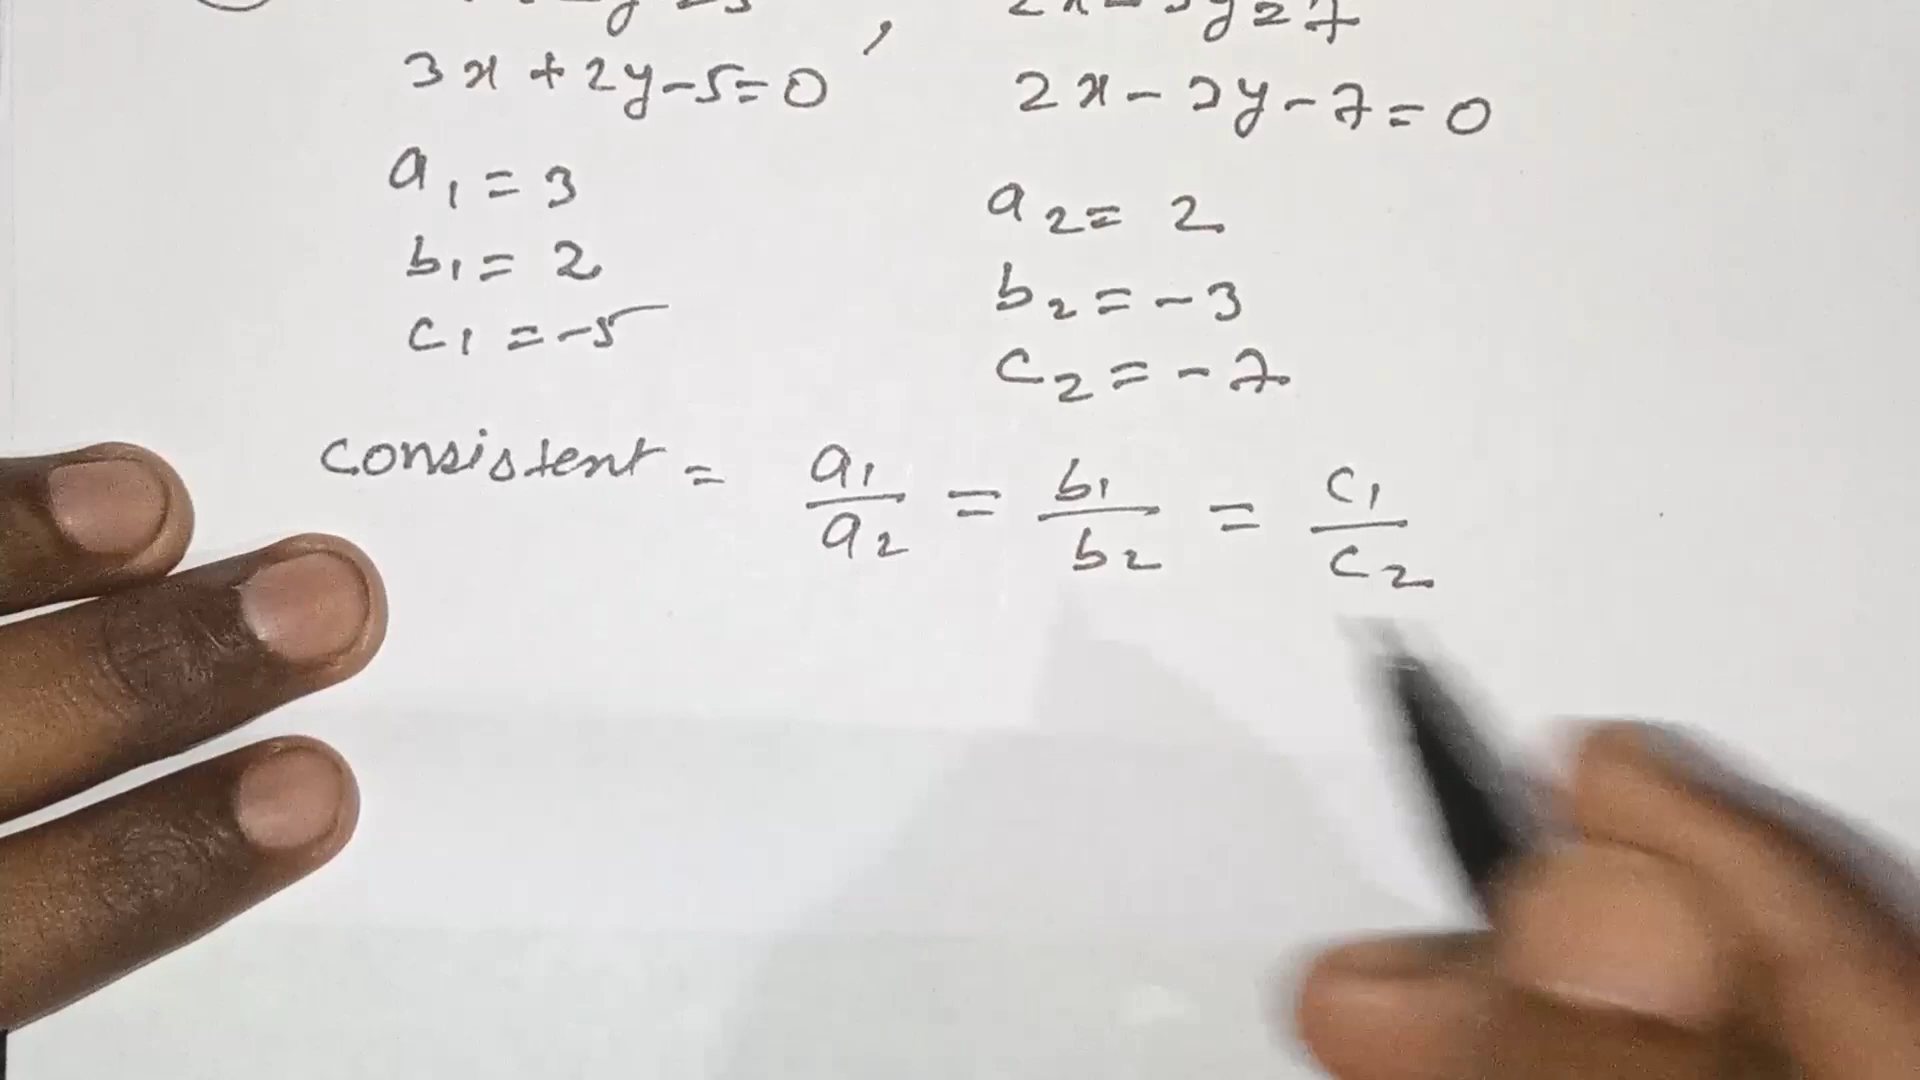 3x + 2y - 5 = 0 , 2x - 3y - 7 = 0
a₁ = 3 a₂ = 2
b₁ = 2 b₂ = -3
c₁ = -5 c₂ = -7
consistent = a₁/a₂ = b₁/b₂ = c₁/c₂